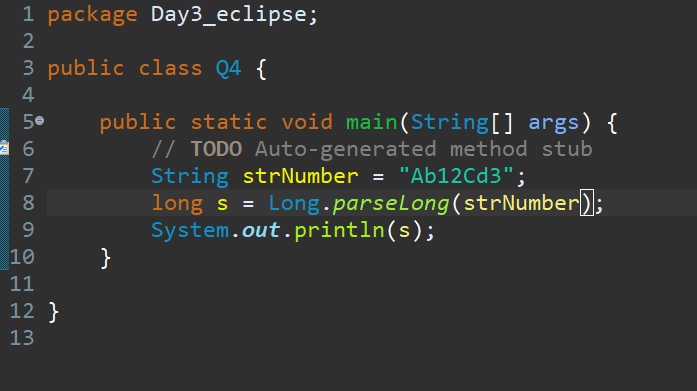 1 package Day3_eclipse;
2
3 public class Q4 {
4
5 public static void main(String[] args) {
6 // TODO Auto-generated method stub
7 String strNumber = "Ab12Cd3";
8 long s = Long.parseLong(strNumber);
9 System.out.println(s);
10 }
11
12 }
13